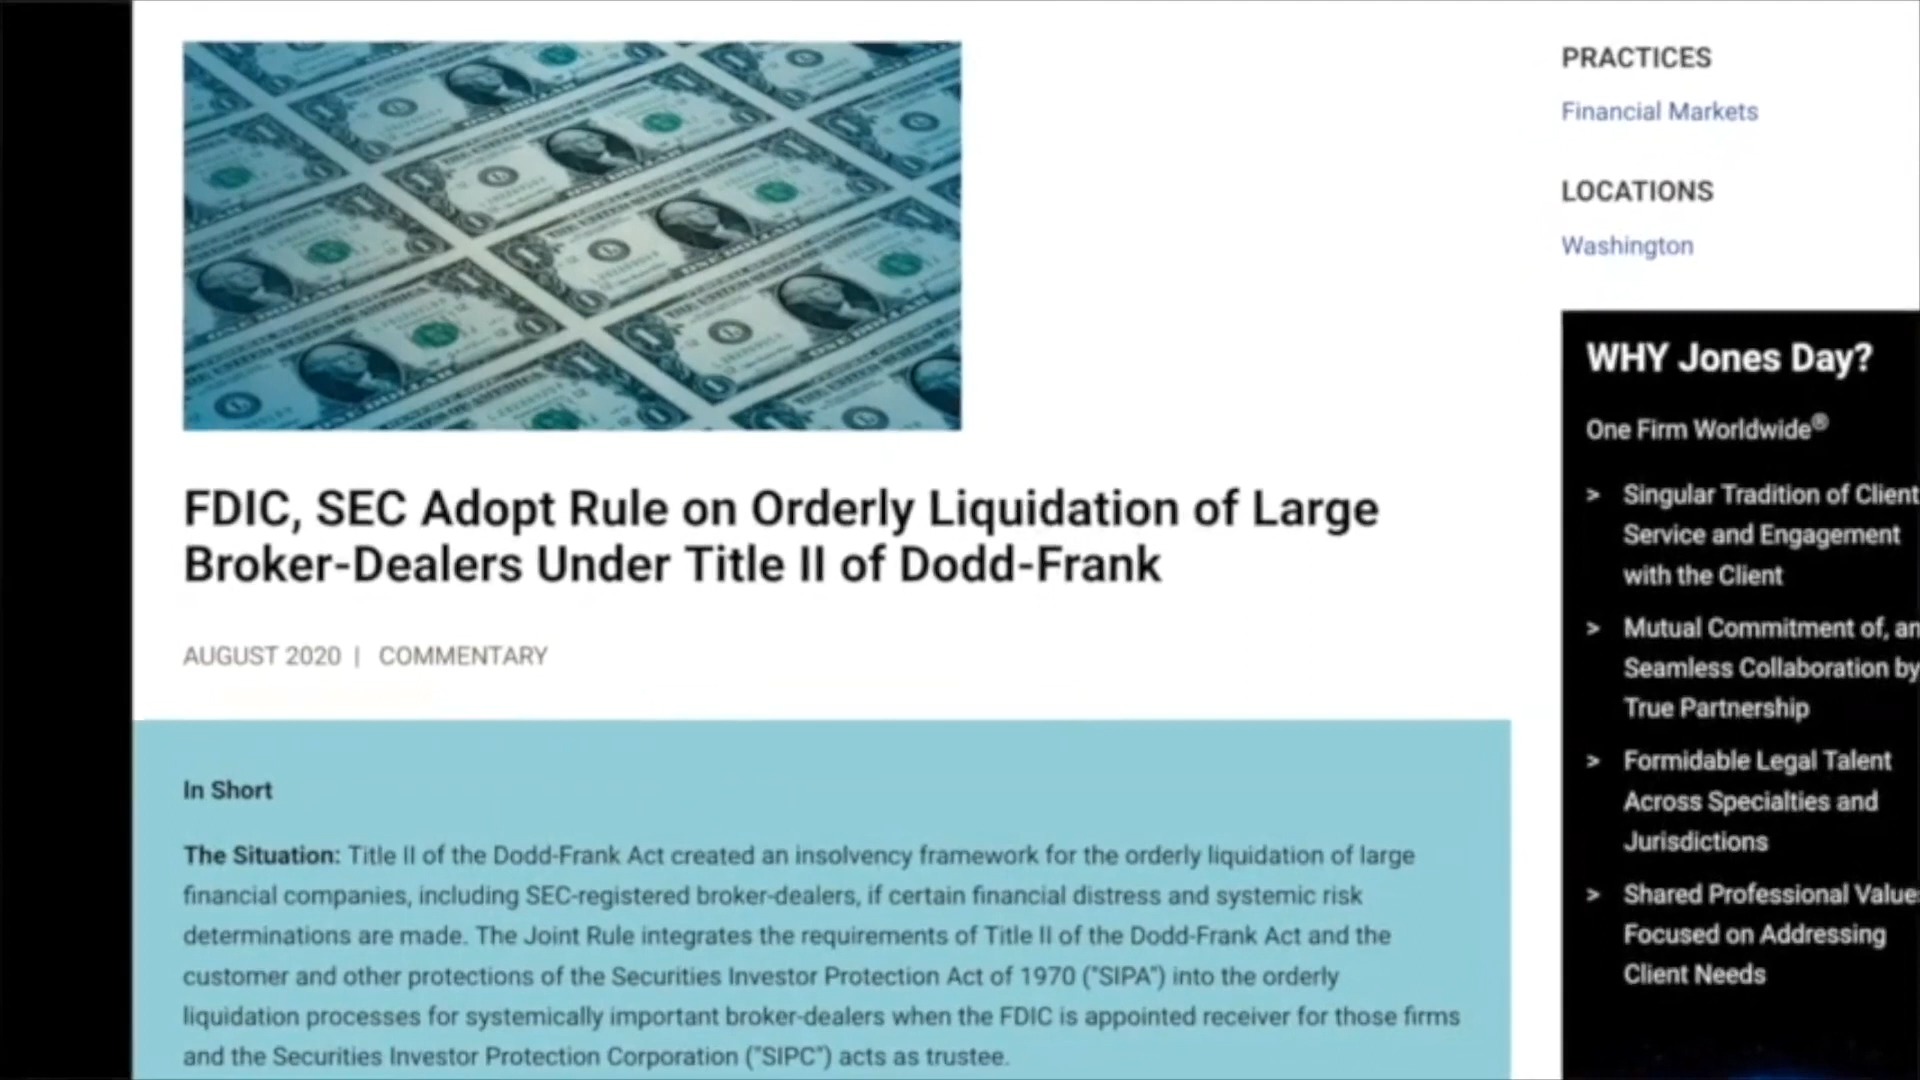 FDIC, SEC Adopt Rule on Orderly Liquidation of Large
Broker-Dealers Under Title II of Dodd-Frank
AUGUST 2020 | COMMENTARY
In Short
The Situation: Title II of the Dodd-Frank Act created an insolvency framework for the orderly liquidation of large
financial companies, including SEC-registered broker-dealers, if certain financial distress and systemic risk
determinations are made. The Joint Rule integrates the requirements of Title II of the Dodd-Frank Act and the
customer and other protections of the Securities Investor Protection Act of 1970 ("SIPA") into the orderly
liquidation processes for systemically important broker-dealers when the FDIC is appointed receiver for those firms
and the Securities Investor Protection Corporation ("SIPC") acts as trustee.
PRACTICES
Financial Markets
LOCATIONS
Washington
WHY Jones Day?
One Firm Worldwide®
> Singular Tradition of Client
Service and Engagement
with the Client
> Mutual Commitment of, an
Seamless Collaboration by
True Partnership
> Formidable Legal Talent
Across Specialties and
Jurisdictions
> Shared Professional Values
Focused on Addressing
Client Needs